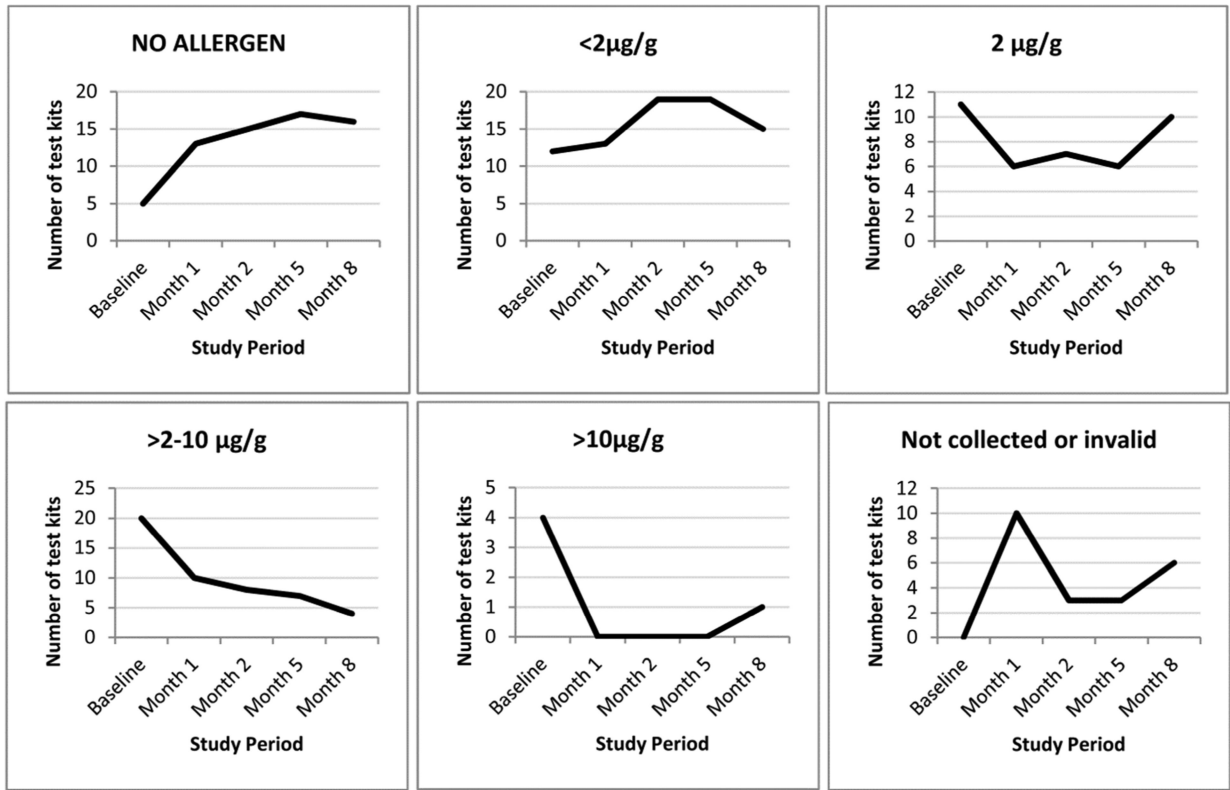 NO ALLERGEN
Number of test kits
20
15
10
5
0
Baseline
Month 1
Month 2
Month 5
Month 8
Study Period
<2µg/g
Number of test kits
20
15
10
5
0
Baseline
Month 1
Month 2
Month 5
Month 8
Study Period
2 µg/g
Number of test kits
12
10
8
6
4
2
0
Baseline
Month 1
Month 2
Month 5
Month 8
Study Period
>2-10 µg/g
Number of test kits
25
20
15
10
5
0
Baseline
Month 1
Month 2
Month 5
Month 8
Study Period
>10µg/g
Number of test kits
5
4
3
2
1
0
Baseline
Month 1
Month 2
Month 5
Month 8
Study Period
Not collected or invalid
Number of test kits
12
10
8
6
4
2
0
Baseline
Month 1
Month 2
Month 5
Month 8
Study Period